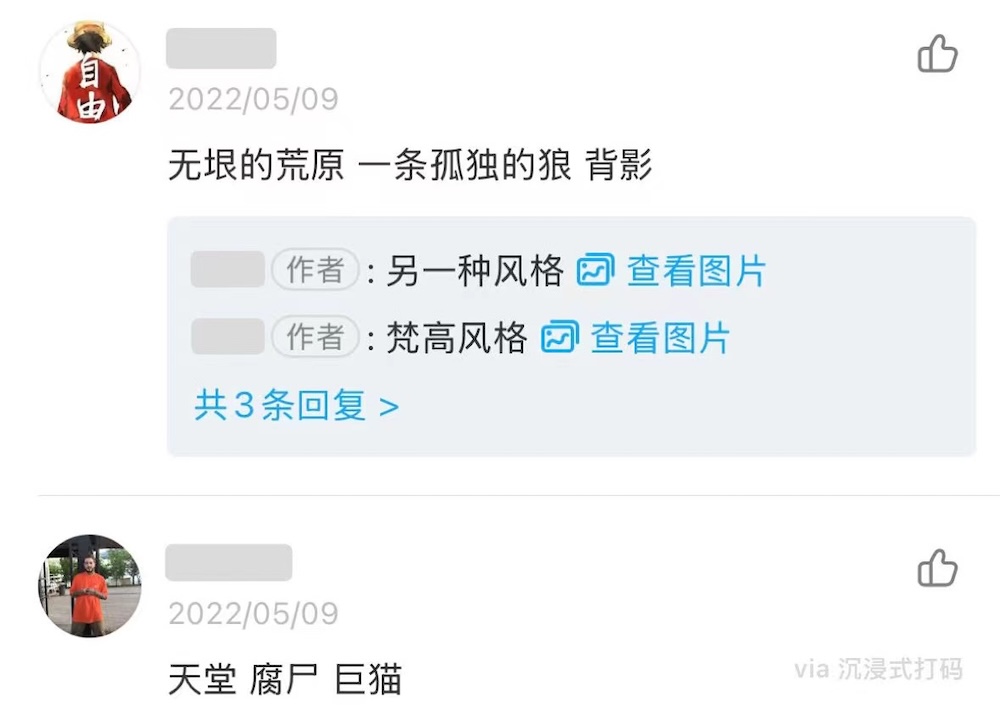 自由
2022/05/09
无垠的荒原 一条孤独的狼 背影
作者：另一种风格 查看图片
作者：梵高风格 查看图片
共3条回复 >
2022/05/09
天堂 腐尸 巨猫
via 沉浸式打码